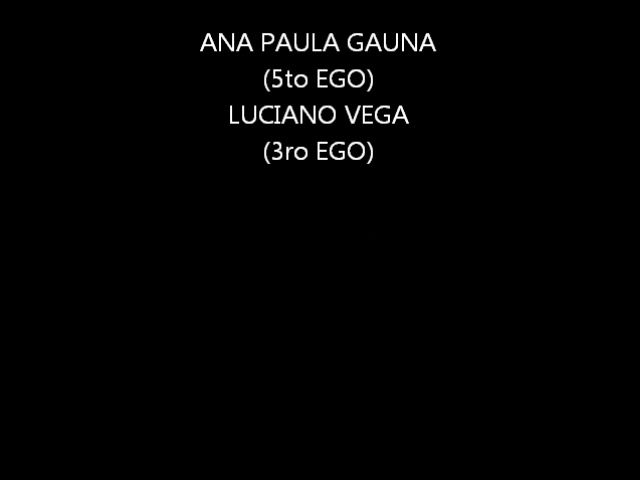 ANA PAULA GAUNA
(5to EGO)
LUCIANO VEGA
(3ro EGO)